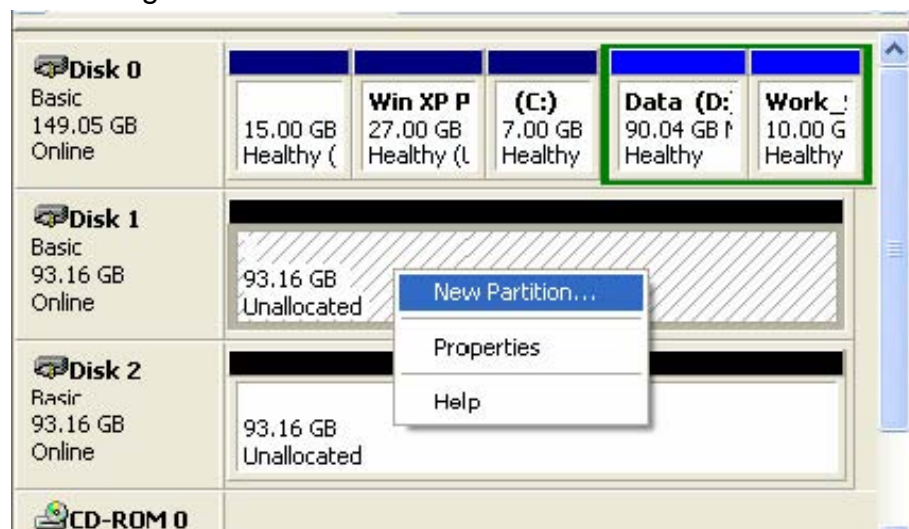 Disk 0
Basic
149.05 GB
Online
15.00 GB
Healthy (
Win XP P
27.00 GB
Healthy (U
(C:)
7.00 GB
Healthy
Data (D:
90.04 GB N
Healthy
Work_
10.00 G
Healthy
Disk 1
Basic
93.16 GB
Online
93.16 GB
Unallocated
New Partition...
Properties
Help
Disk 2
Basic
93.16 GB
Online
93.16 GB
Unallocated
CD-ROM 0